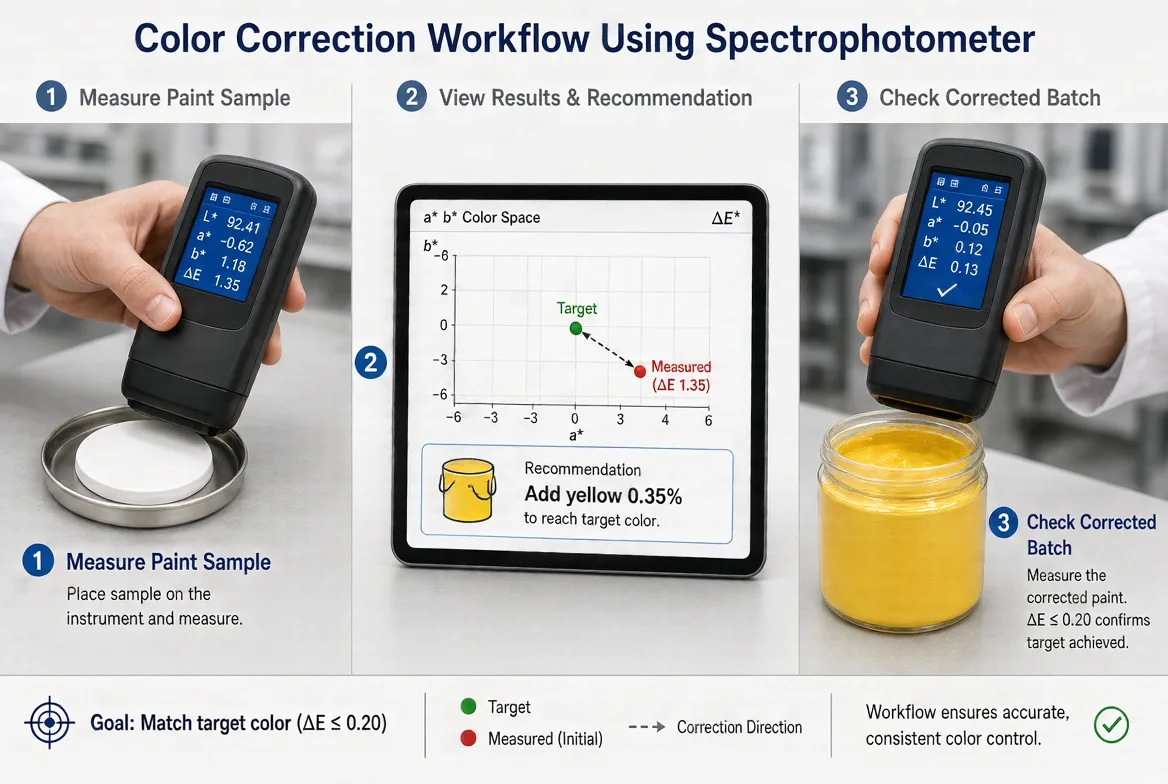 Color Correction Workflow Using Spectrophotometer
1 Measure Paint Sample
L* 92.41
a* -0.62
b* 1.18
ΔE 1.35
1 Measure Paint Sample
Place sample on the
instrument and measure.
2 View Results & Recommendation
2
a* b* Color Space
ΔE*
b*
−6
2
0
−3
−6
Target
Measured
(ΔE 1.35)
−6 −3 −3 0 3 4 6
a*
Recommendation
Add yellow 0.35%
to reach target color.
3 Check Corrected Batch
L* 92.45
a* -0.05
b* 0.12
ΔE 0.13
3 Check Corrected
Batch
Measure the
corrected paint.
ΔE ≤ 0.20 confirms
target achieved.
Goal: Match target color (ΔE ≤ 0.20)
Target
Measured (Initial)
Correction Direction
Workflow ensures accurate,
consistent color control.